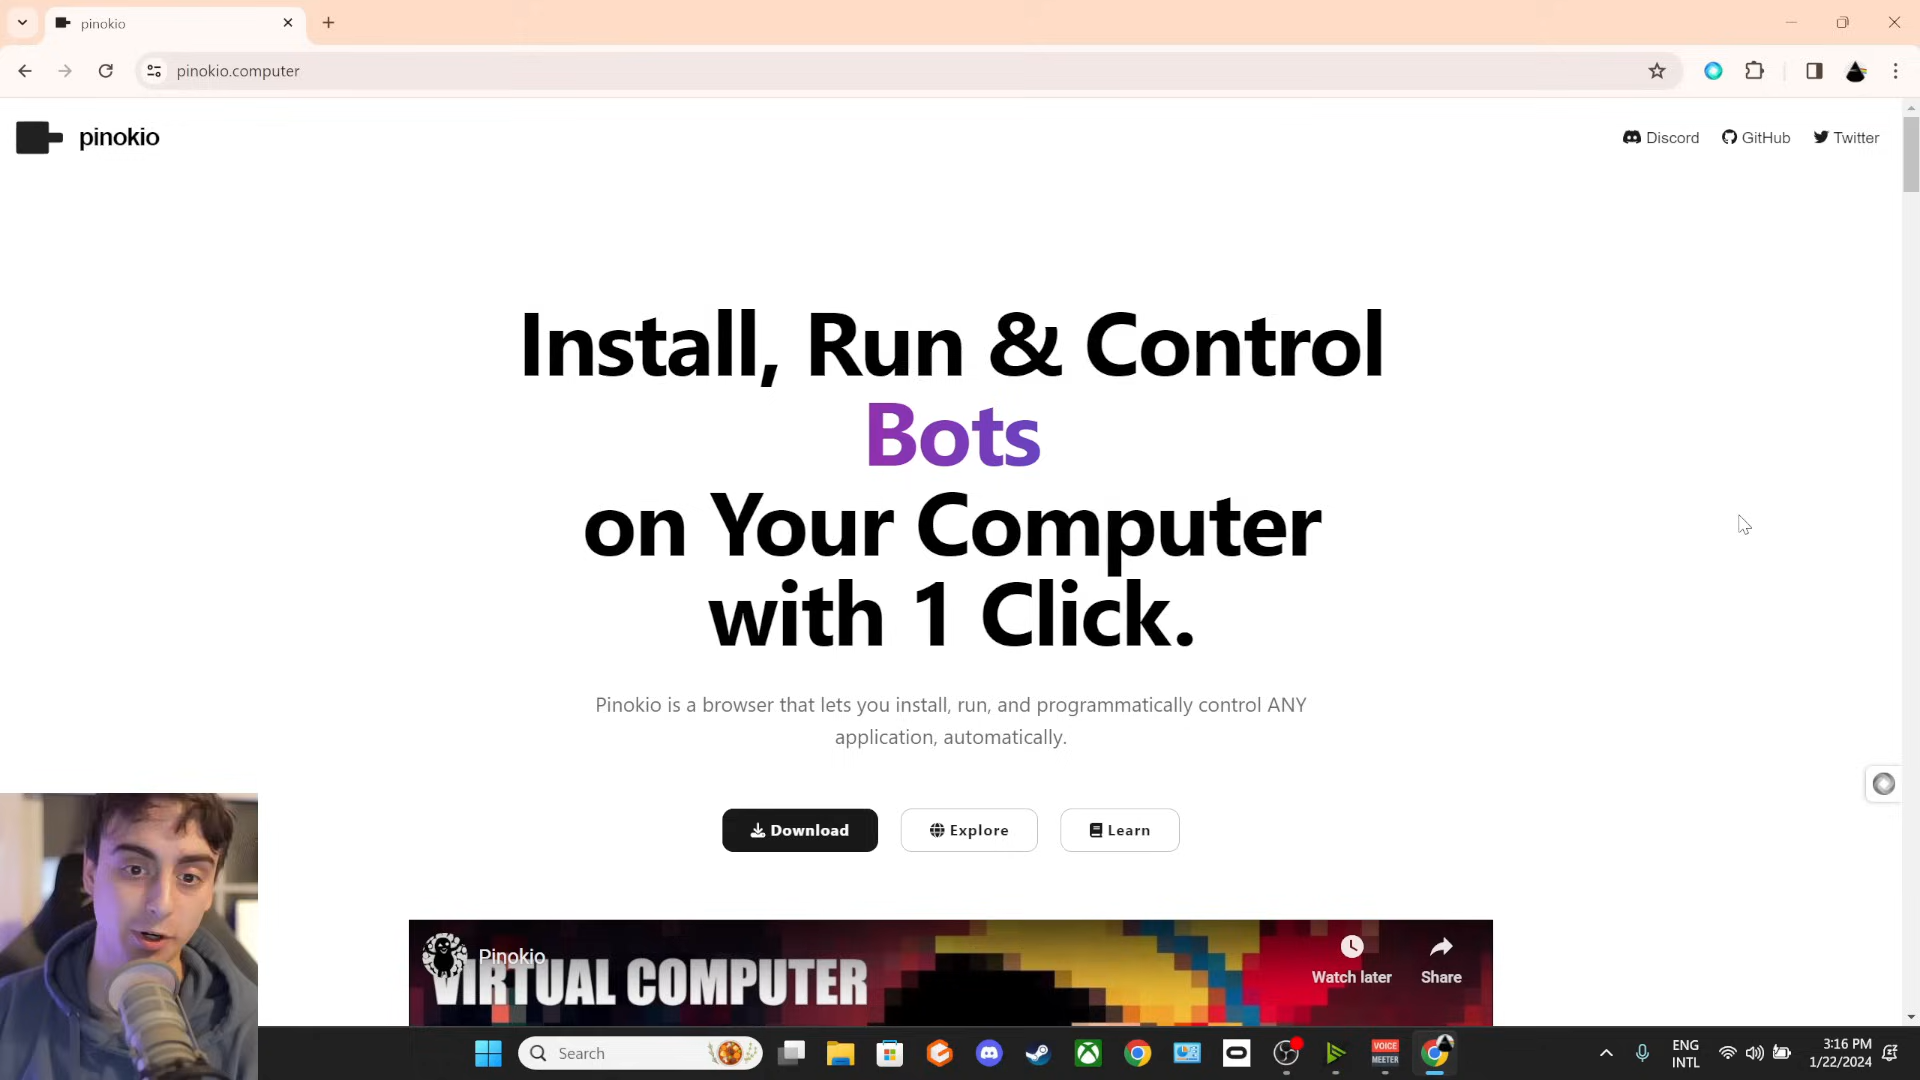 pinokio
pinokio.computer
pinokio
Discord
GitHub
Twitter
Install, Run & Control
Bots
on Your Computer
with 1 Click.
Pinokio is a browser that lets you install, run, and programmatically control ANY
application, automatically.
Download
Explore
Learn
Pinokio
VIRTUAL COMPUTER
Watch later
Share
Search
VOICE
MEETER
ENG
INTL
3:16 PM
1/22/2024